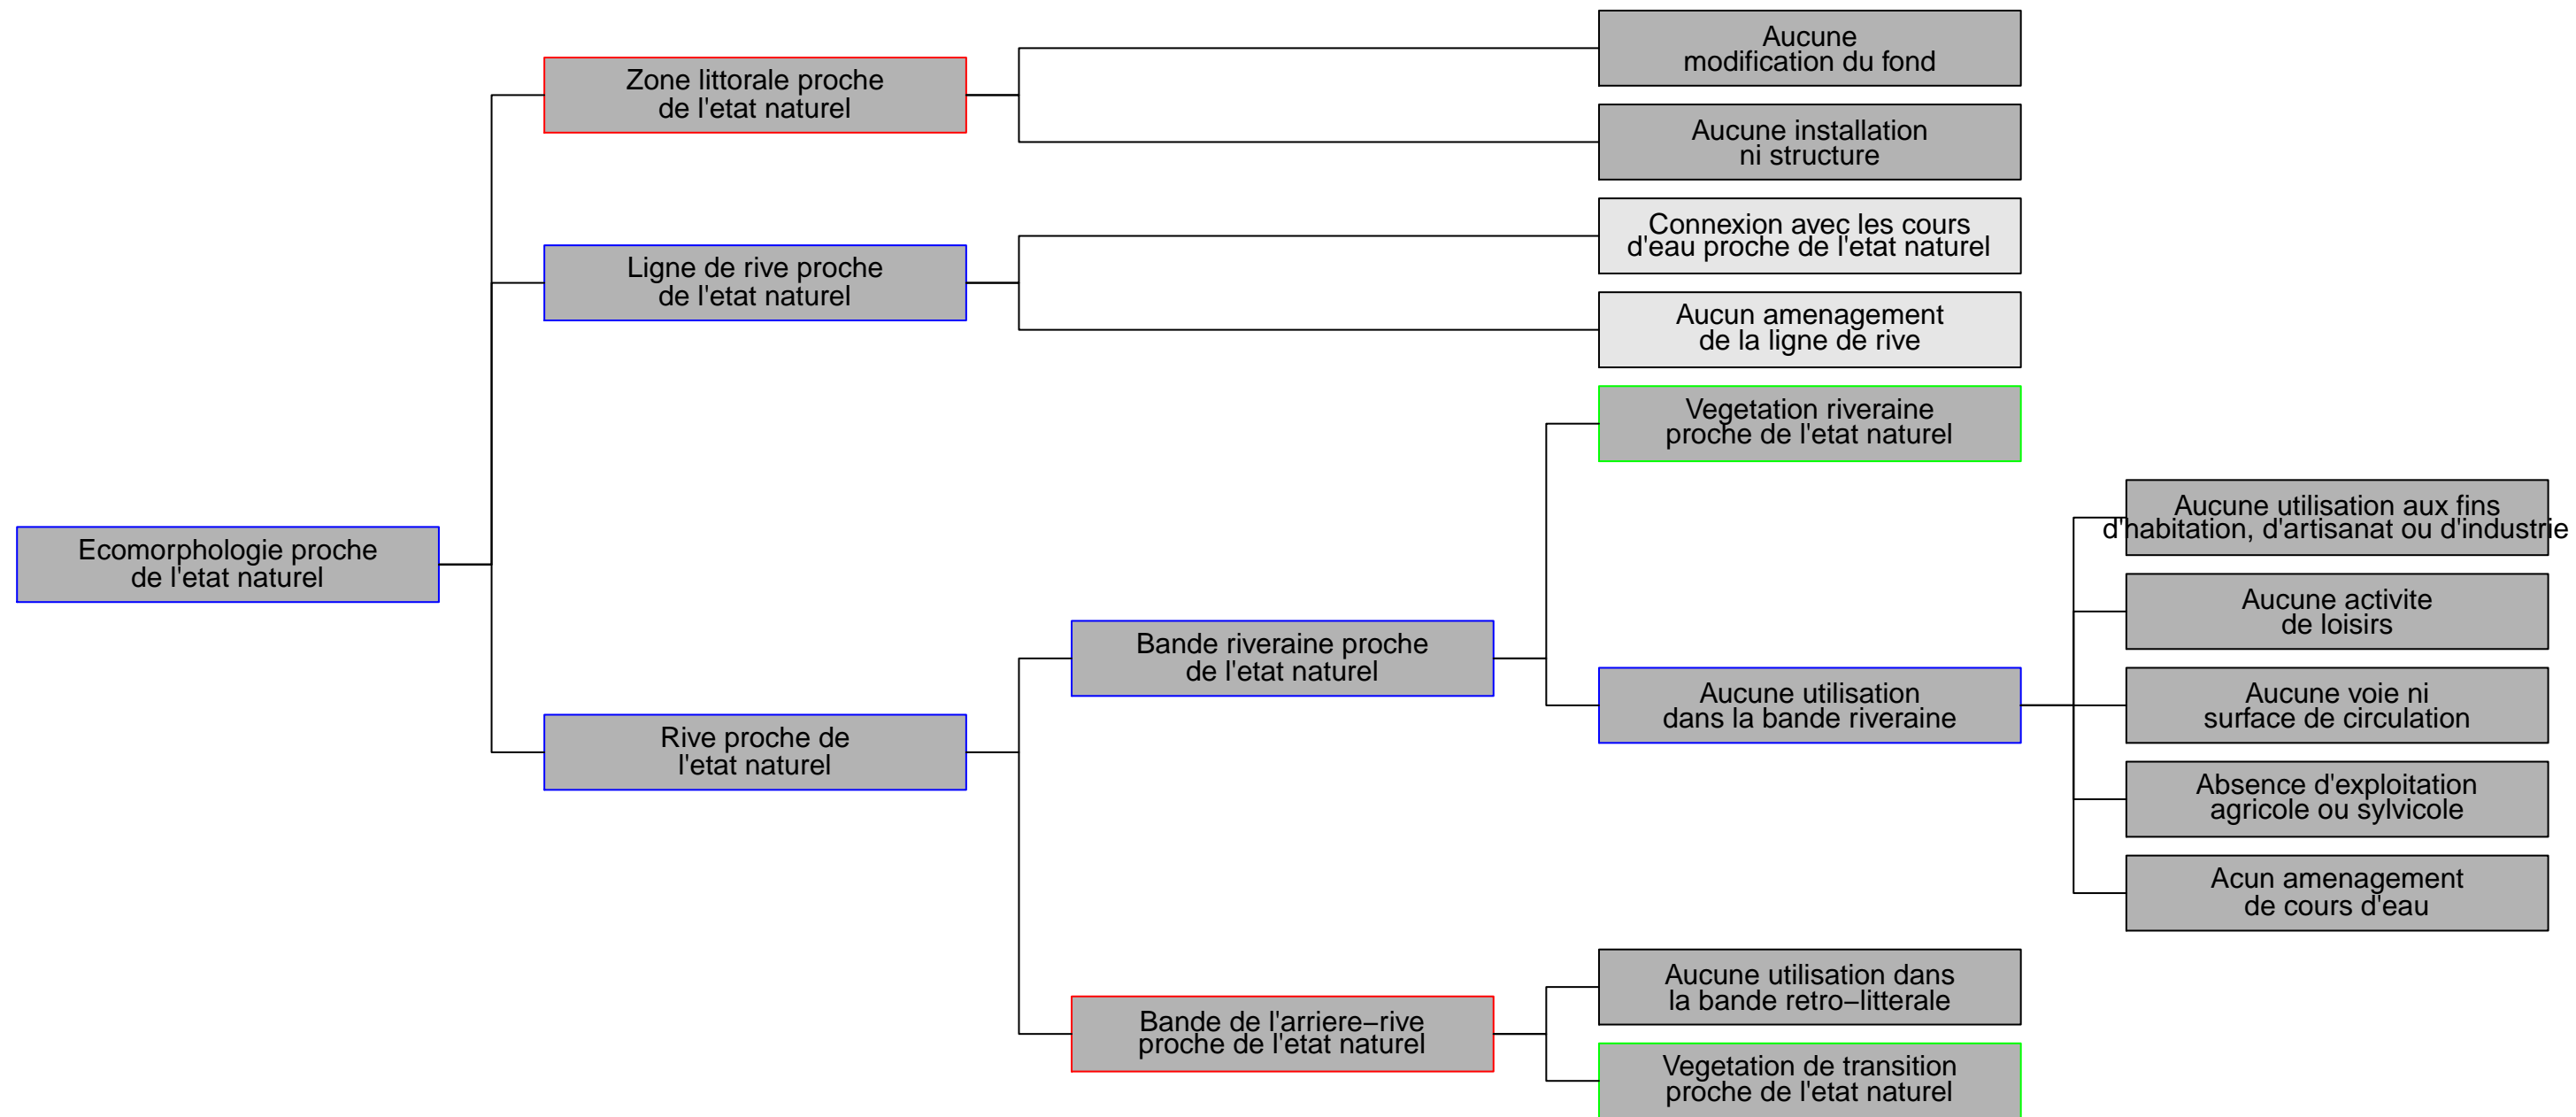 Ecomorphologie proche
de l'etat naturel
Zone littorale proche
de l'etat naturel
Aucune
modification du fond
Aucune installation
ni structure
Ligne de rive proche
de l'etat naturel
Connexion avec les cours
d'eau proche de l'etat naturel
Aucun amenagement
de la ligne de rive
Rive proche de
l'etat naturel
Bande riveraine proche
de l'etat naturel
Vegetation riveraine
proche de l'etat naturel
Aucune utilisation
dans la bande riveraine
Aucune utilisation aux fins
d'habitation, d'artisanat ou d'industrie
Aucune activite
de loisirs
Aucune voie ni
surface de circulation
Absence d'exploitation
agricole ou sylvicole
Acun amenagement
de cours d'eau
Bande de l'arriere−rive
proche de l'etat naturel
Aucune utilisation dans
la bande retro−litterale
Vegetation de transition
proche de l'etat naturel